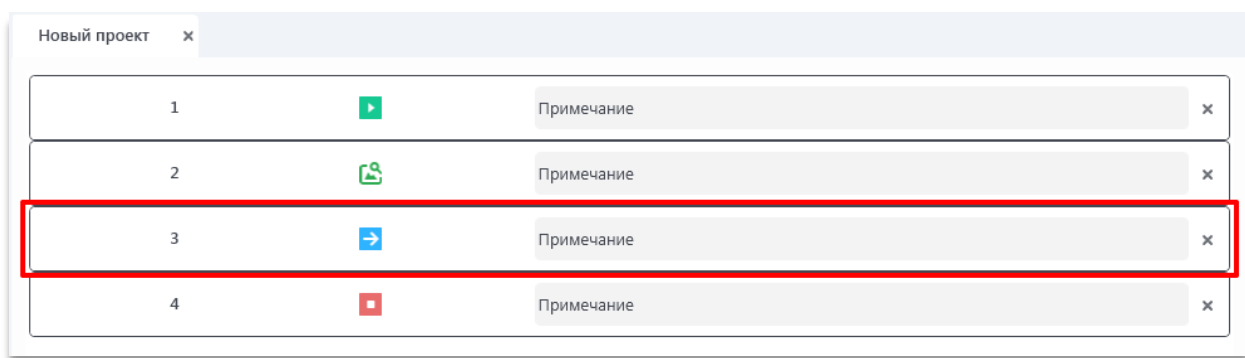 Новый проект
1 Примечание
2 Примечание
3 Примечание
4 Примечание